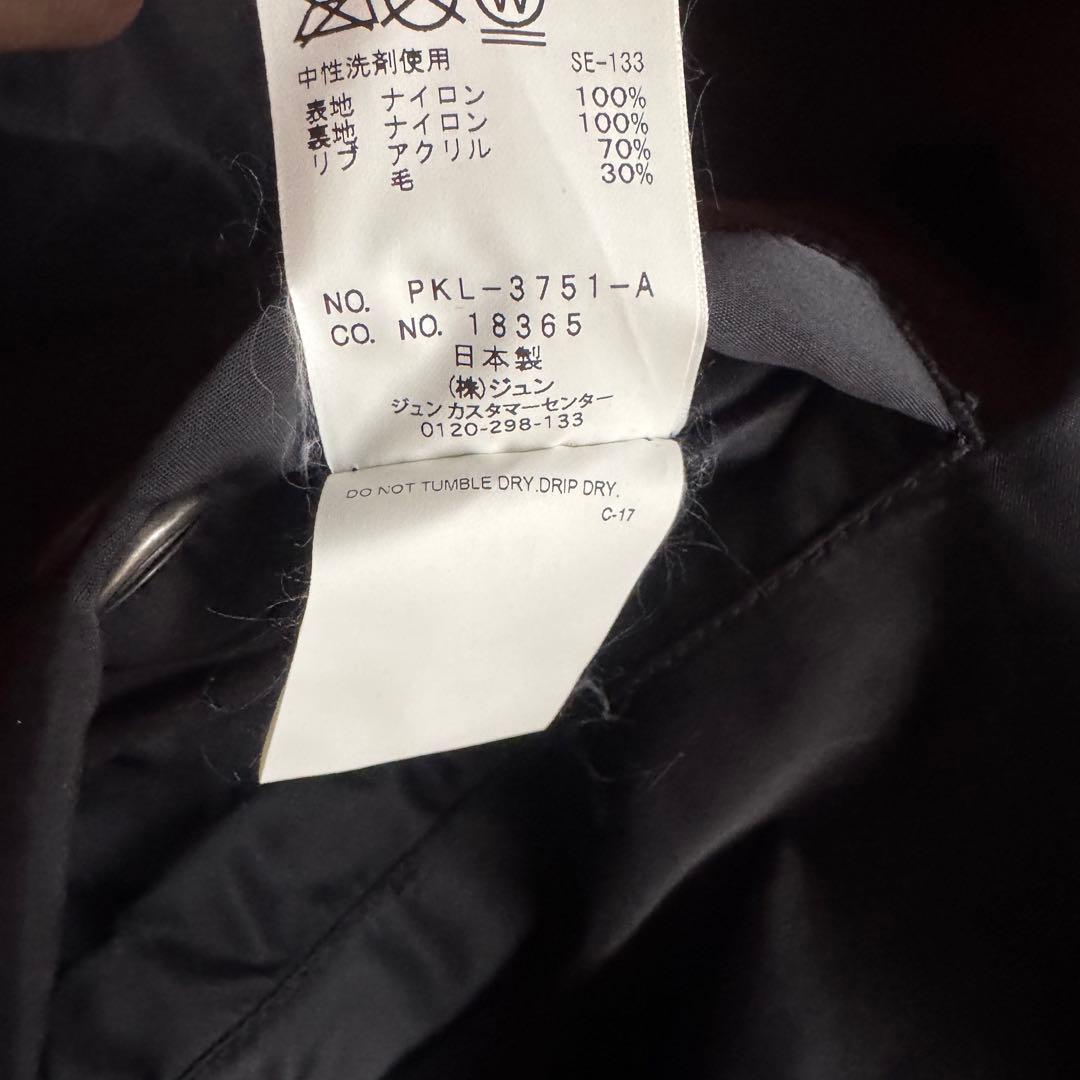 W
中性洗剤使用 SE-133
表地 ナイロン 100%
裏地 ナイロン 100%
リブ アクリル 70%
毛 30%
NO. PKL-3751-A
CO. NO. 18365
日本製
(株)ジュン
ジュンカスタマーセンター
0120-298-133
DO NOT TUMBLE DRY.DRIP DRY.
C-17